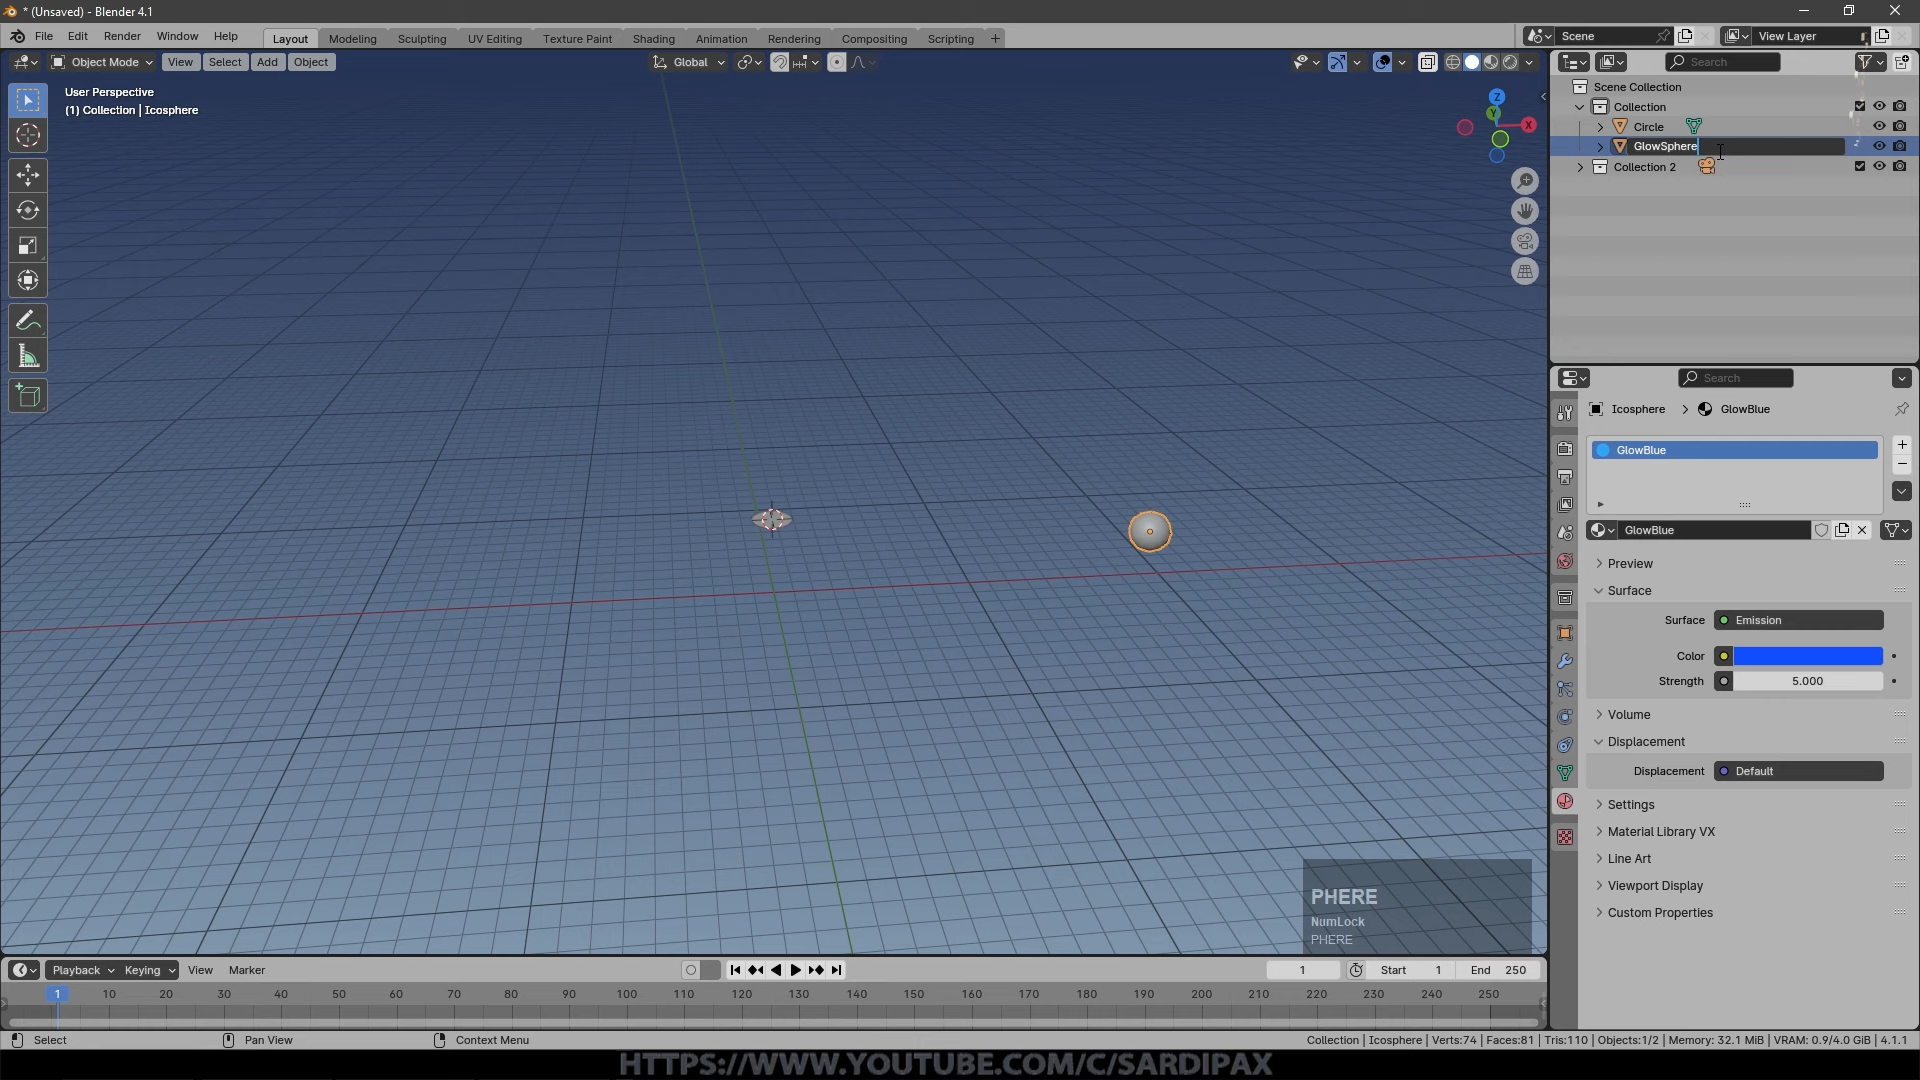 * (Unsaved) - Blender 4.1
File Edit Render Window Help
Layout Modeling Sculpting UV Editing Texture Paint Shading Animation Rendering Compositing Scripting +
Scene View Layer
Object Mode View Select Add Object
Global
Search
User Perspective
(1) Collection | Icosphere
Z
Y
X
Scene Collection
Collection
Circle
GlowSphere
Collection 2
Search
Icosphere > GlowBlue
GlowBlue
GlowBlue
Preview
Surface
Surface Emission
Color
Strength 5.000
Volume
Displacement
Displacement Default
Settings
Material Library VX
Line Art
Viewport Display
Custom Properties
PHERE
NumLock
PHERE
Playback Keying View Marker
1 Start 1 End 250
1 10 20 30 40 50 60 70 80 90 100 110 120 130 140 150 160 170 180 190 200 210 220 230 240 250
Select Pan View Context Menu
Collection | Icosphere | Verts:74 | Faces:81 | Tris:110 | Objects:1/2 | Memory: 32.1 MiB | VRAM: 0.9/4.0 GiB | 4.1.1
HTTPS://WWW.YOUTUBE.COM/C/SARDIPAX